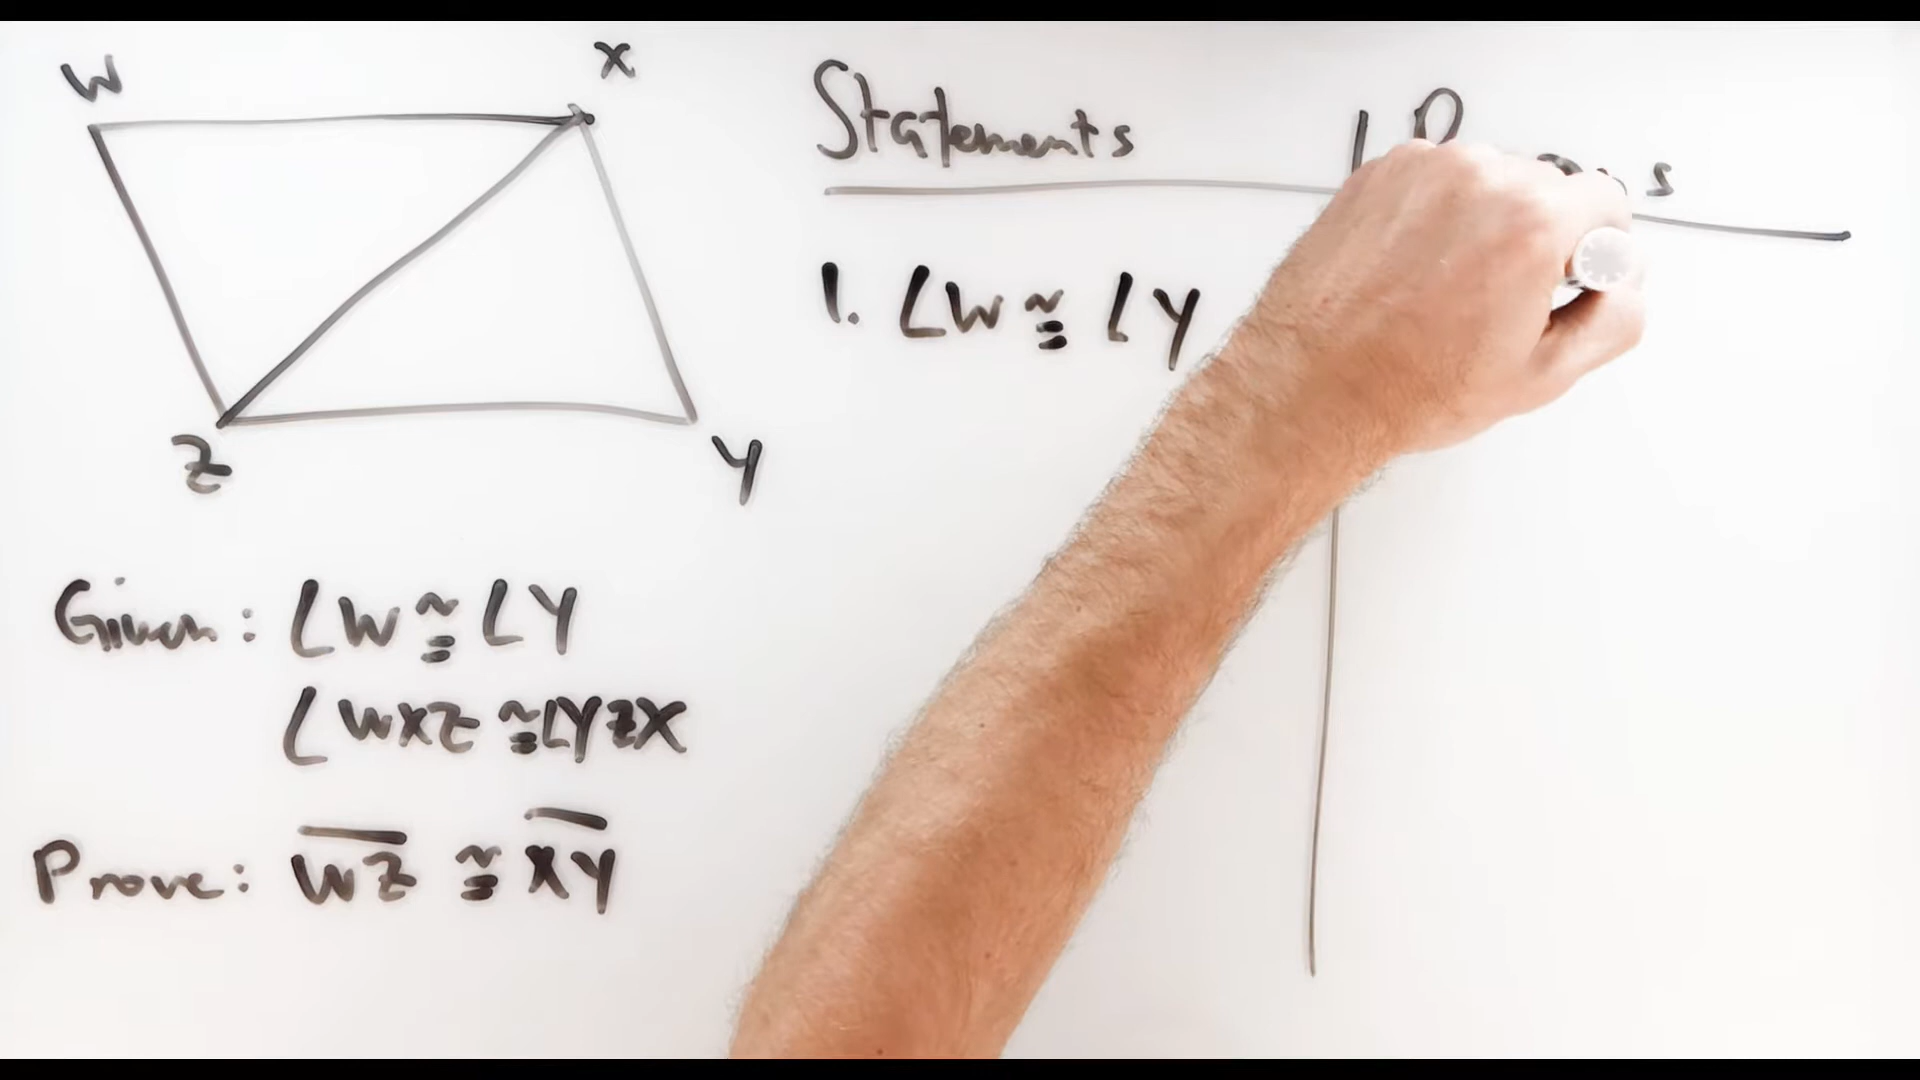 W
X
Z
Y
Statements
1. ∠W ≅ ∠Y
Given: ∠W ≅ ∠Y
∠WXZ ≅ ∠YZX
Prove: W̅Z̅ ≅ X̅Y̅